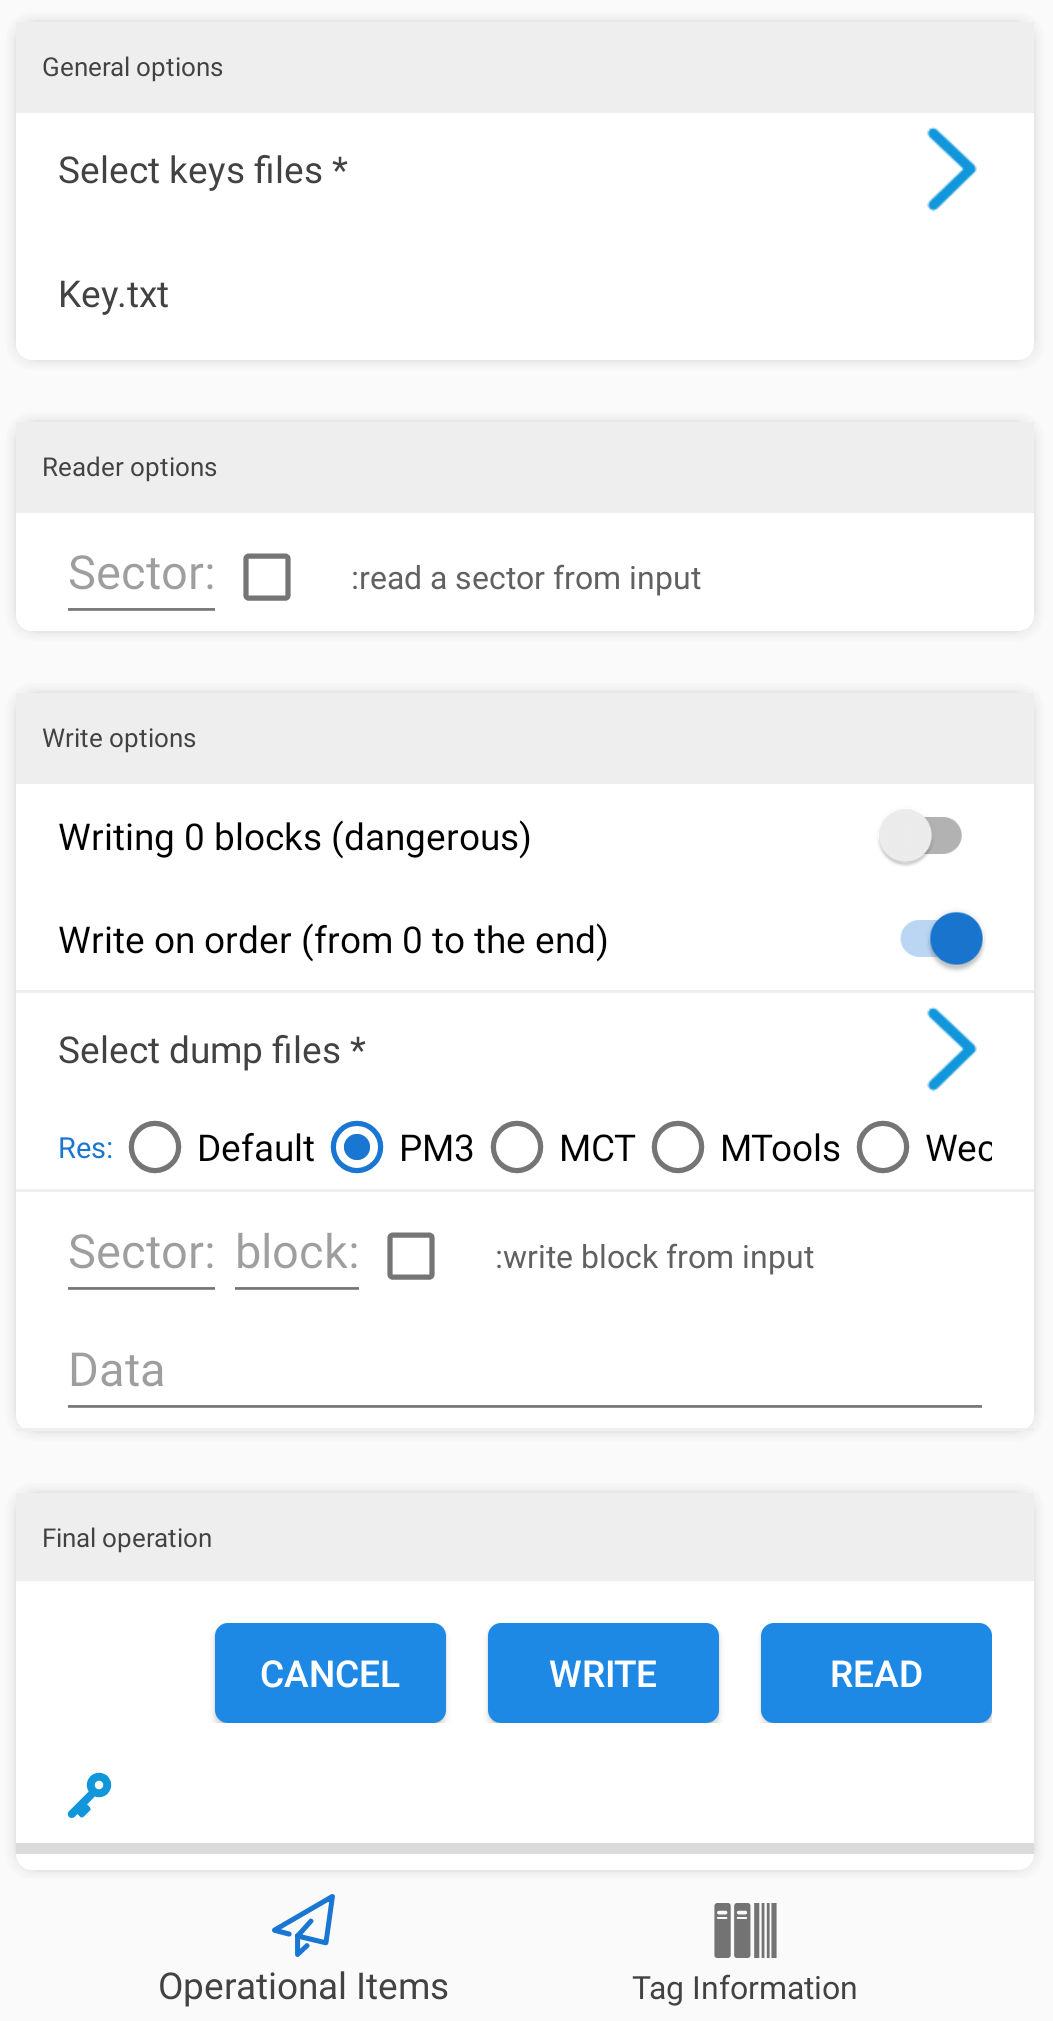 General options
Select keys files *
Key.txt
Reader options
Sector: :read a sector from input
Write options
Writing 0 blocks (dangerous)
Write on order (from 0 to the end)
Select dump files *
Res: Default PM3 MCT MTools Wec
Sector: block: :write block from input
Data
Final operation
CANCEL WRITE READ
Operational Items Tag Information